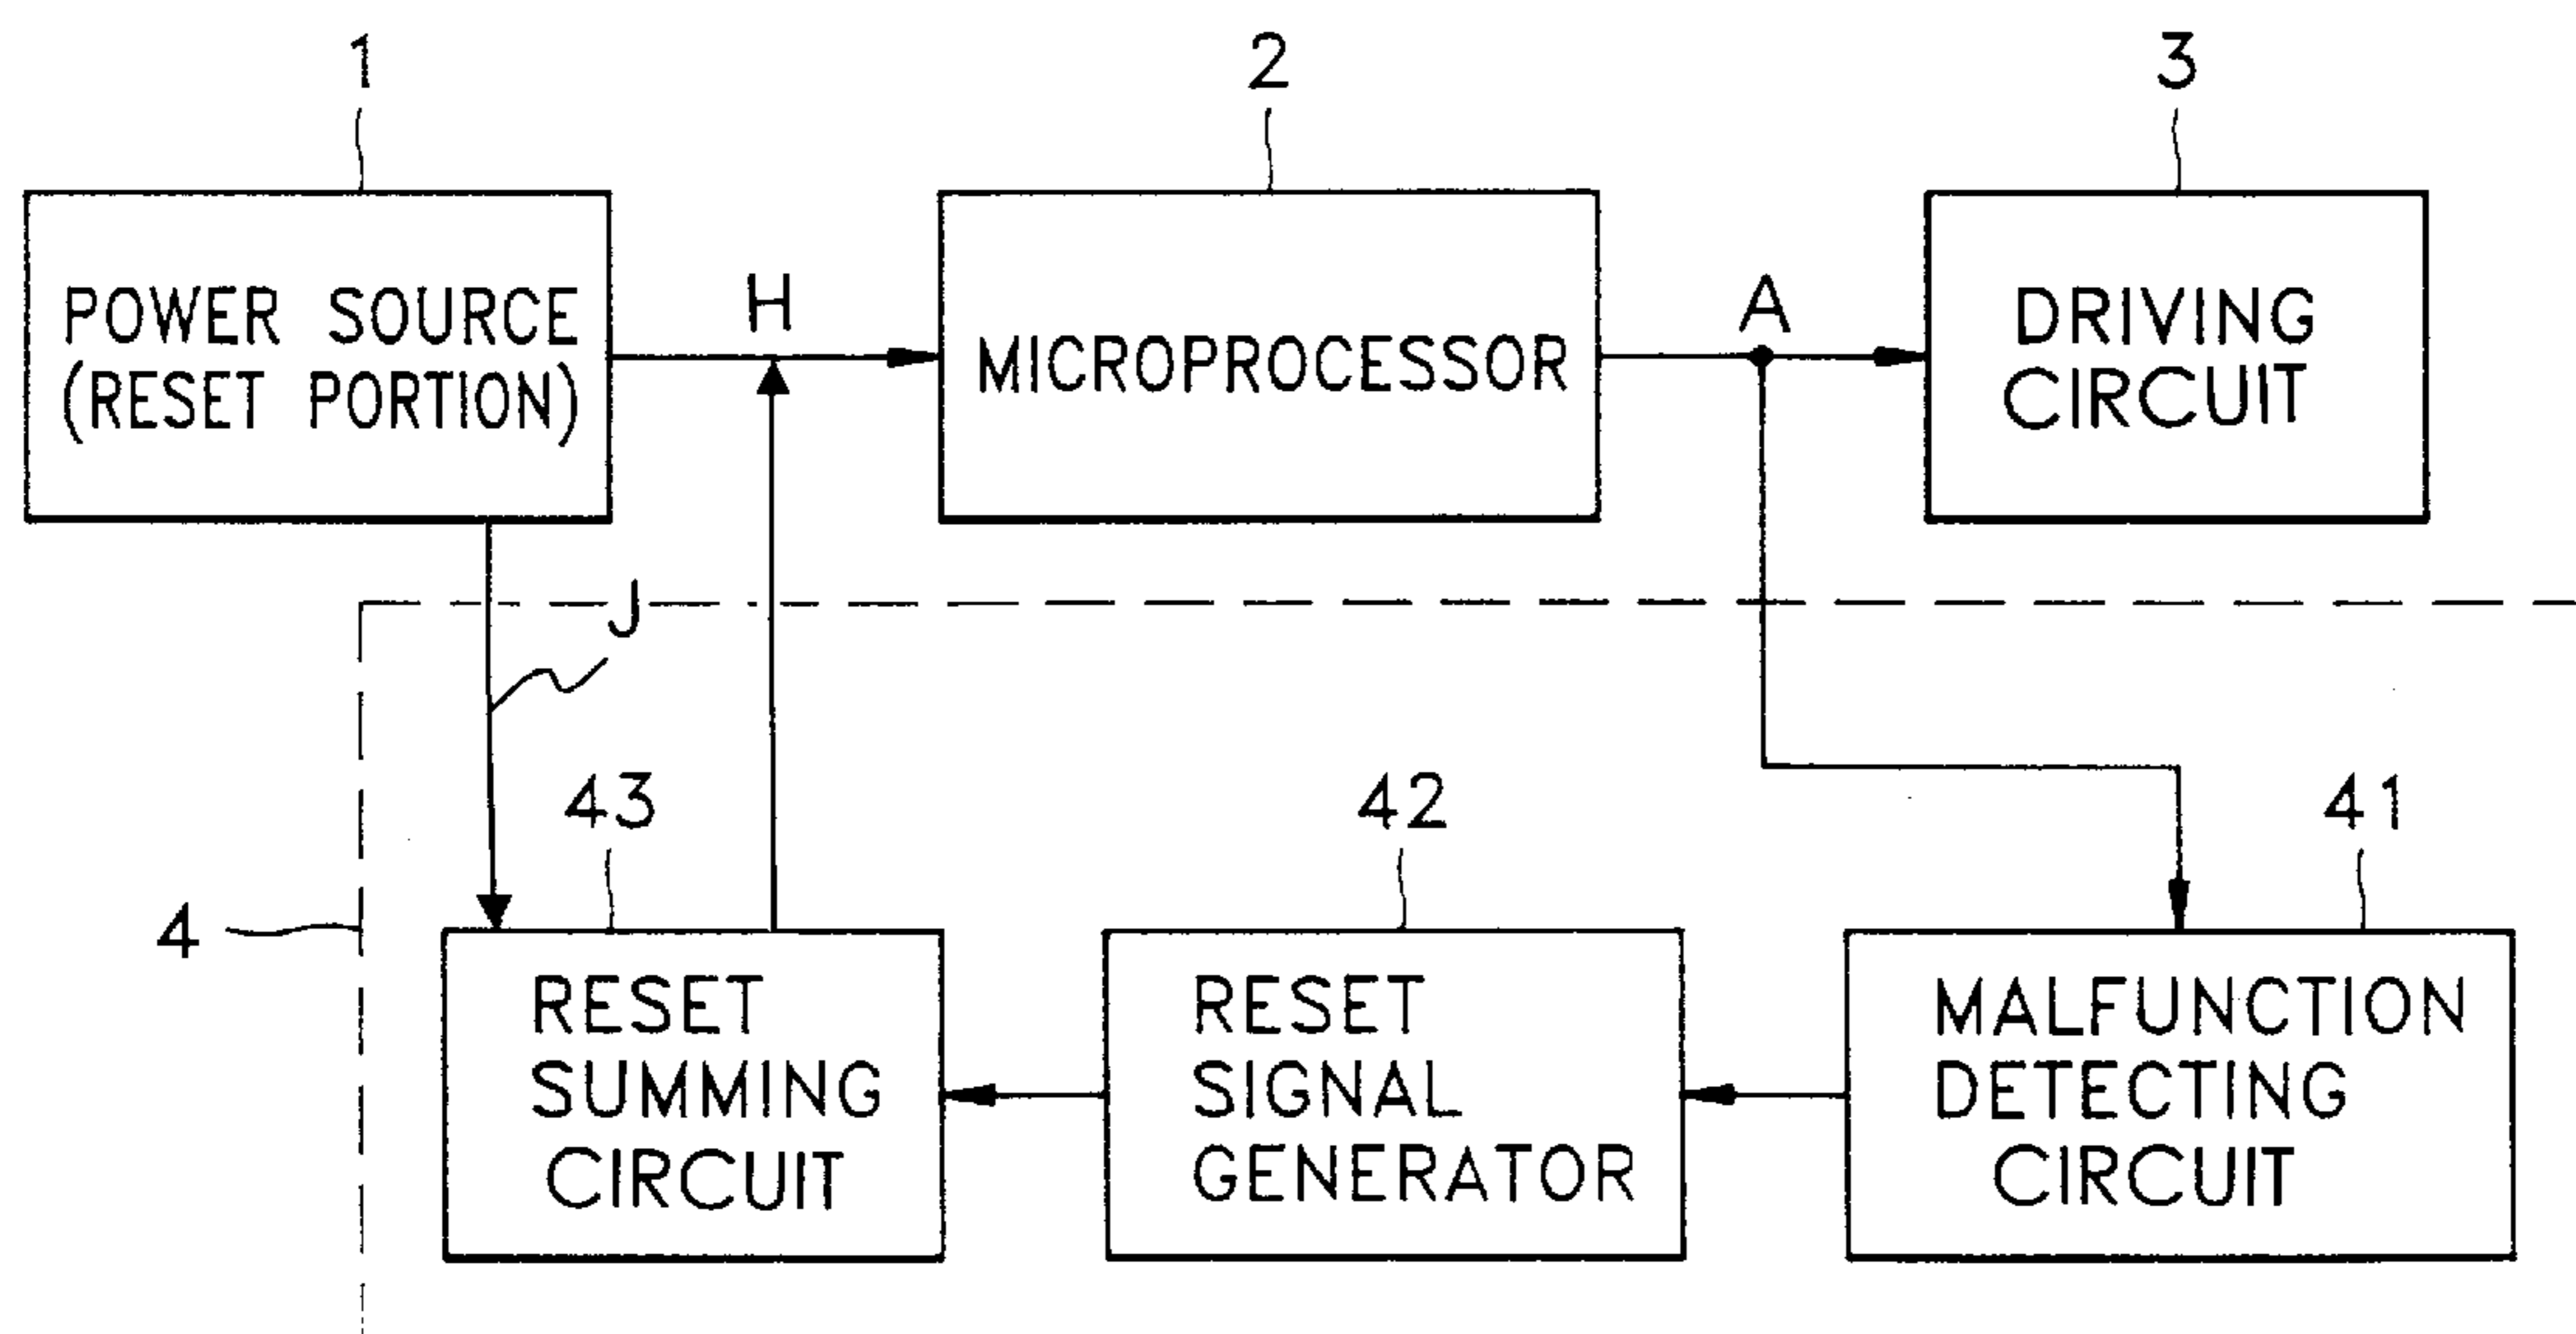 1
2
3
POWER SOURCE
(RESET PORTION)
H
MICROPROCESSOR
A
DRIVING
CIRCUIT
J
4
43
42
41
RESET
SUMMING
CIRCUIT
RESET
SIGNAL
GENERATOR
MALFUNCTION
DETECTING
CIRCUIT